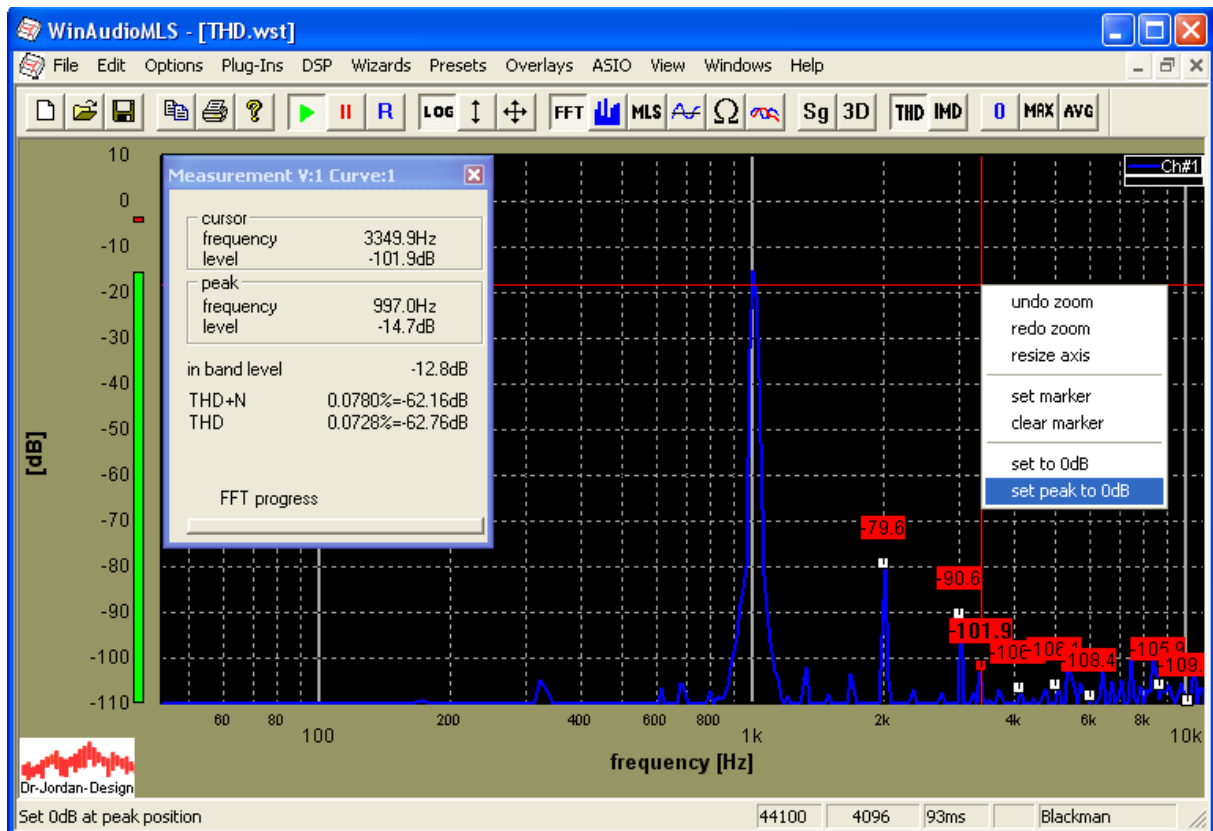 WinAudioMLS - [THD.wst]
File Edit Options Plug-Ins DSP Wizards Presets Overlays ASIO View Windows Help
R LOG FFT MLS Ω Sg 3D THD IMD 0 MAX AVG
Measurement V:1 Curve:1
cursor
frequency 3349.9Hz
level -101.9dB
peak
frequency 997.0Hz
level -14.7dB
in band level -12.8dB
THD+N 0.0780%=-62.16dB
THD 0.0728%=-62.76dB
FFT progress
Ch#1
undo zoom
redo zoom
resize axis
set marker
clear marker
set to 0dB
set peak to 0dB
10
0
-10
-20
-30
-40
-50
-60
-70
-80
-90
-100
-110
[dB]
-79.6
-90.6
-101.9
-106.1
-108.4
-105.9
-109.
60 80 200 400 600 800 2k 4k 6k 8k
100 1k 10k
frequency [Hz]
Dr-Jordan-Design
Set 0dB at peak position 44100 4096 93ms Blackman